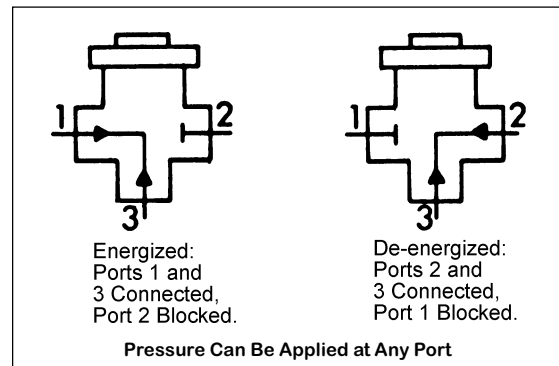 1
2
3
Energized:
Ports 1 and
3 Connected,
Port 2 Blocked.
1
2
3
De-energized:
Ports 2 and
3 Connected,
Port 1 Blocked.
Pressure Can Be Applied at Any Port